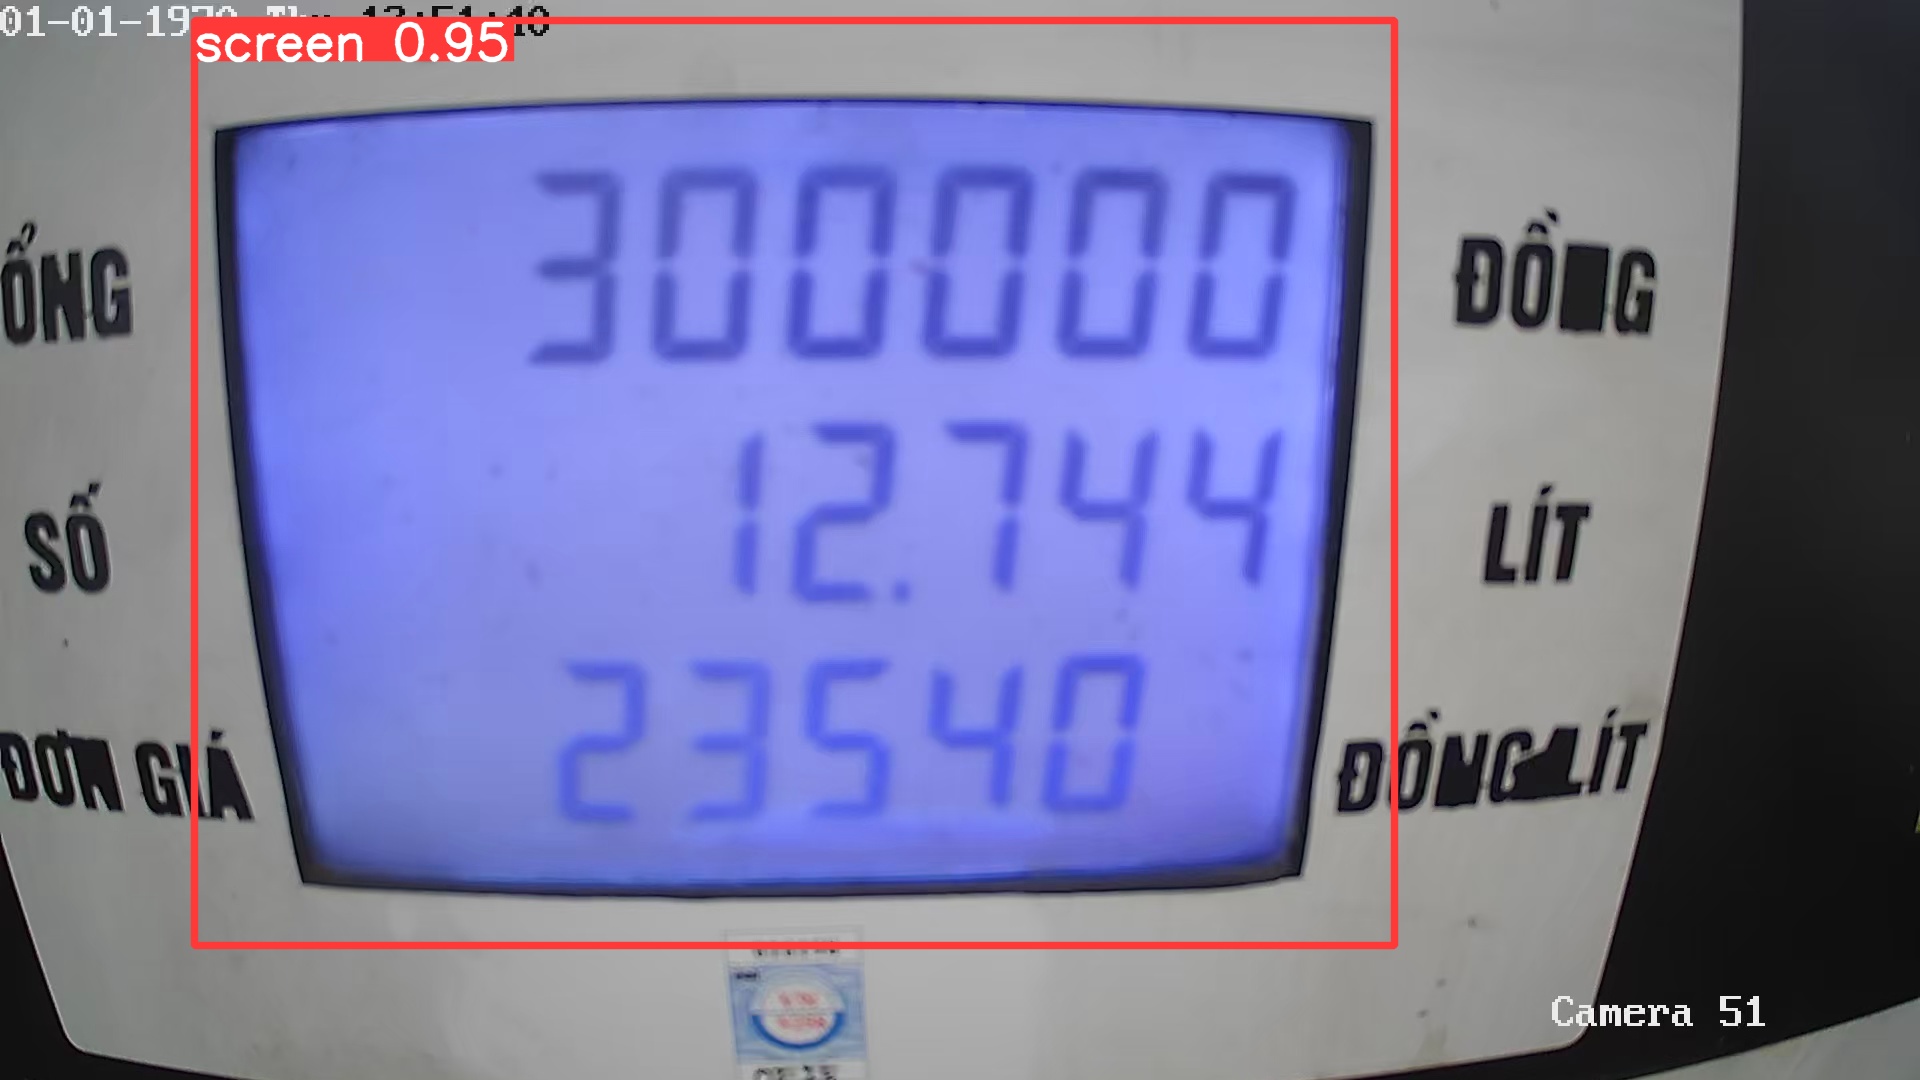 screen 0.95
300000
ỔNG
ĐỒNG
12.744
SỐ
LÍT
23540
ĐƠN GIÁ
ĐỒNG/LÍT
Camera 51